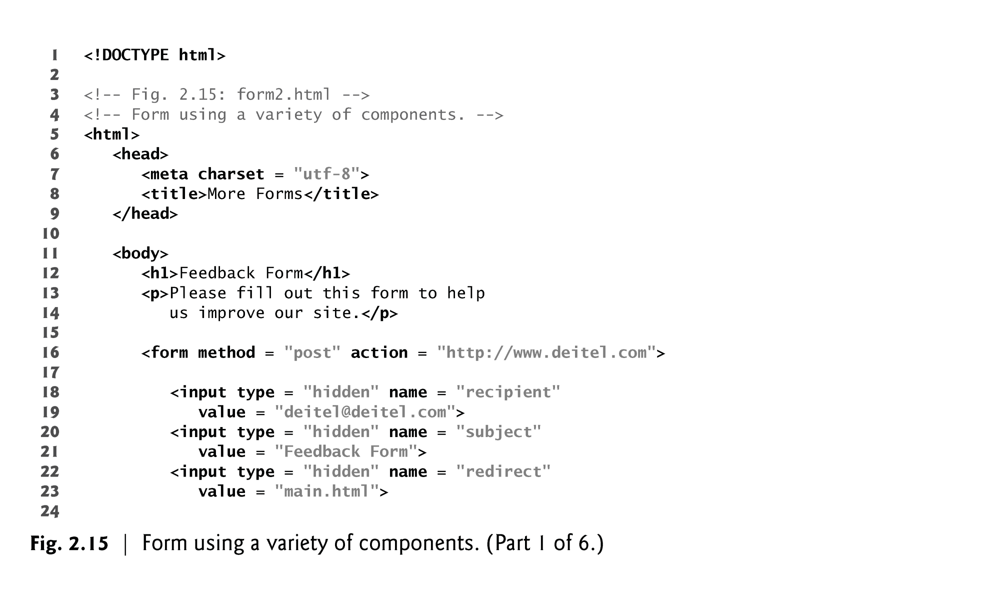 1 <!DOCTYPE html>
2
3 <!-- Fig. 2.15: form2.html -->
4 <!-- Form using a variety of components. -->
5 <html>
6    <head>
7       <meta charset = "utf-8">
8       <title>More Forms</title>
9    </head>
10
11    <body>
12       <h1>Feedback Form</h1>
13       <p>Please fill out this form to help
14          us improve our site.</p>
15
16       <form method = "post" action = "http://www.deitel.com">
17
18          <input type = "hidden" name = "recipient"
19             value = "deitel@deitel.com">
20          <input type = "hidden" name = "subject"
21             value = "Feedback Form">
22          <input type = "hidden" name = "redirect"
23             value = "main.html">
24
Fig. 2.15 | Form using a variety of components. (Part 1 of 6.)